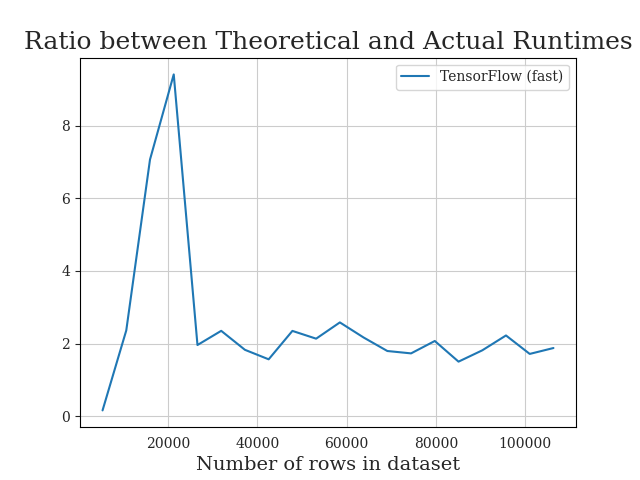 Ratio between Theoretical and Actual Runtimes
TensorFlow (fast)
8
6
4
2
0
20000 40000 60000 80000 100000
Number of rows in dataset